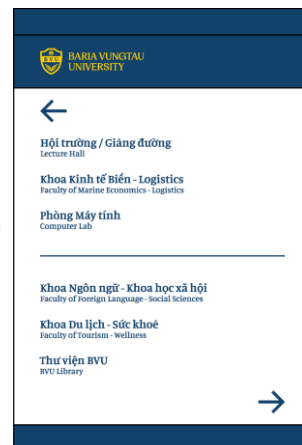 BVU
BARIA VUNGTAU
UNIVERSITY
Hội trường / Giảng đường
Lecture Hall
Khoa Kinh tế Biển - Logistics
Faculty of Marine Economics - Logistics
Phòng Máy tính
Computer Lab
Khoa Ngôn ngữ - Khoa học xã hội
Faculty of Foreign Language - Social Sciences
Khoa Du lịch - Sức khoẻ
Faculty of Tourism - Wellness
Thư viện BVU
BVU Library